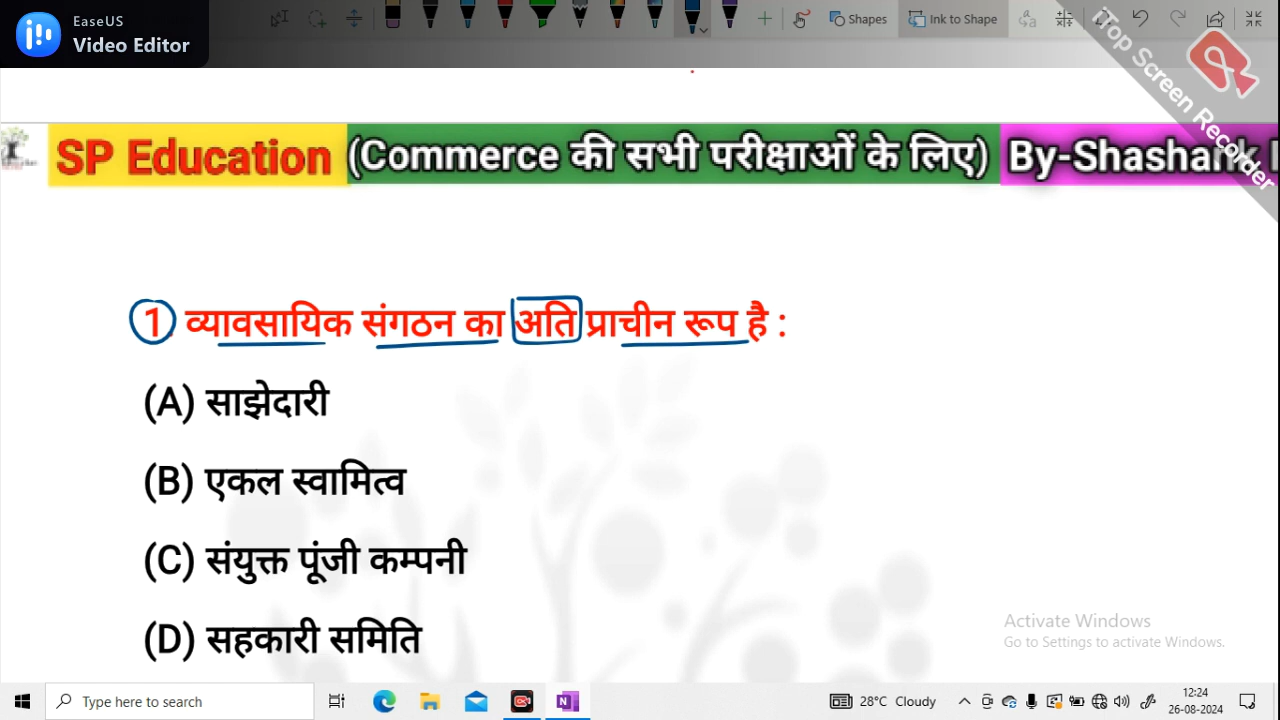 EaseUS
Video Editor
Shapes
Ink to Shape
iTop Screen Recorder
SP Education (Commerce की सभी परीक्षाओं के लिए) By-Shashank
1. व्यावसायिक संगठन का अति प्राचीन रूप है :
(A) साझेदारी
(B) एकल स्वामित्व
(C) संयुक्त पूंजी कम्पनी
(D) सहकारी समिति
Activate Windows
Go to Settings to activate Windows.
Type here to search
28°C Cloudy
12:24
26-08-2024